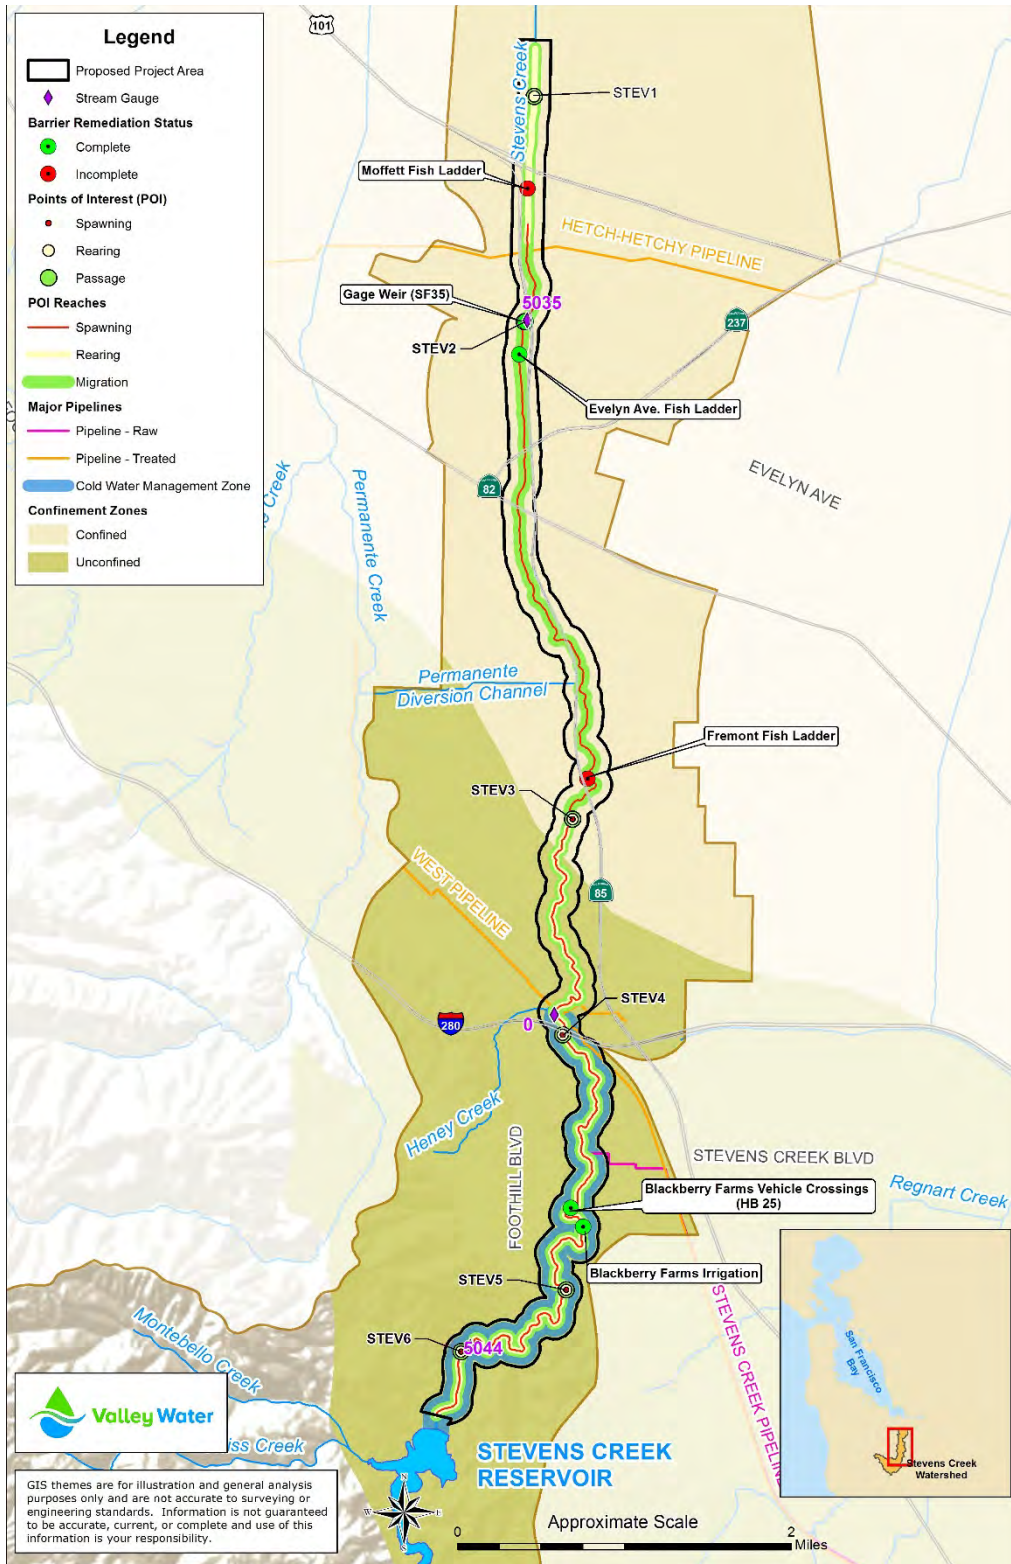 Legend
Proposed Project Area
Stream Gauge
Barrier Remediation Status
Complete
Incomplete
Points of Interest (POI)
Spawning
Rearing
Passage
POI Reaches
Spawning
Rearing
Migration
Major Pipelines
Pipeline - Raw
Pipeline - Treated
Cold Water Management Zone
Confinement Zones
Confined
Unconfined
101
Stevens Creek
STEV1
Moffett Fish Ladder
HETCH-HETCHY PIPELINE
Gage Weir (SF35)
5035
237
STEV2
Evelyn Ave. Fish Ladder
EVELYN AVE
82
Creek
Permanente Creek
Permanente
Diversion Channel
Fremont Fish Ladder
STEV3
WEST PIPELINE
85
STEV4
0
280
Heney Creek
FOOTHILL BLVD
STEVENS CREEK BLVD
Regnart Creek
Blackberry Farms Vehicle Crossings
(HB 25)
Blackberry Farms Irrigation
STEV5
STEV6
5044
STEVENS CREEK PIPELINE
Montebello Creek
iss Creek
Valley Water
STEVENS CREEK
RESERVOIR
San Francisco
Bay
Stevens Creek
Watershed
GIS themes are for illustration and general analysis
purposes only and are not accurate to surveying or
engineering standards. Information is not guaranteed
to be accurate, current, or complete and use of this
information is your responsibility.
N
W
E
S
Approximate Scale
0
2
Miles